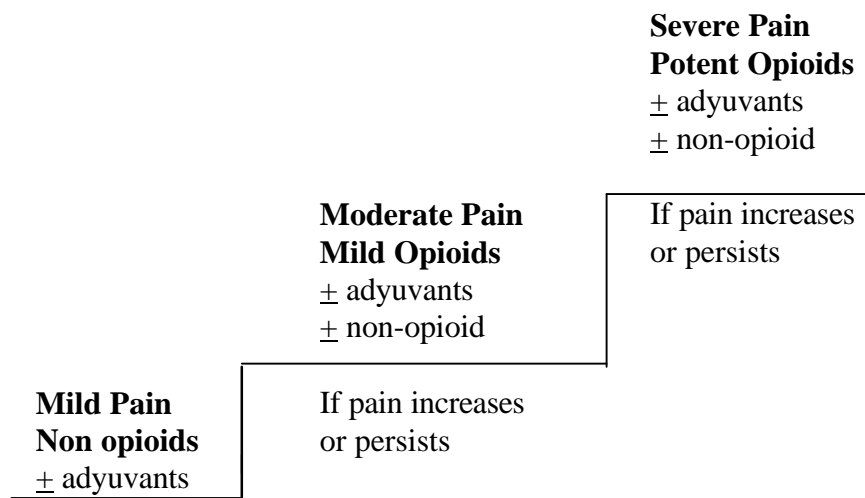 Severe Pain
Potent Opioids
± adyuvants
± non-opioid
If pain increases
or persists
Moderate Pain
Mild Opioids
± adyuvants
± non-opioid
If pain increases
or persists
Mild Pain
Non opioids
± adyuvants